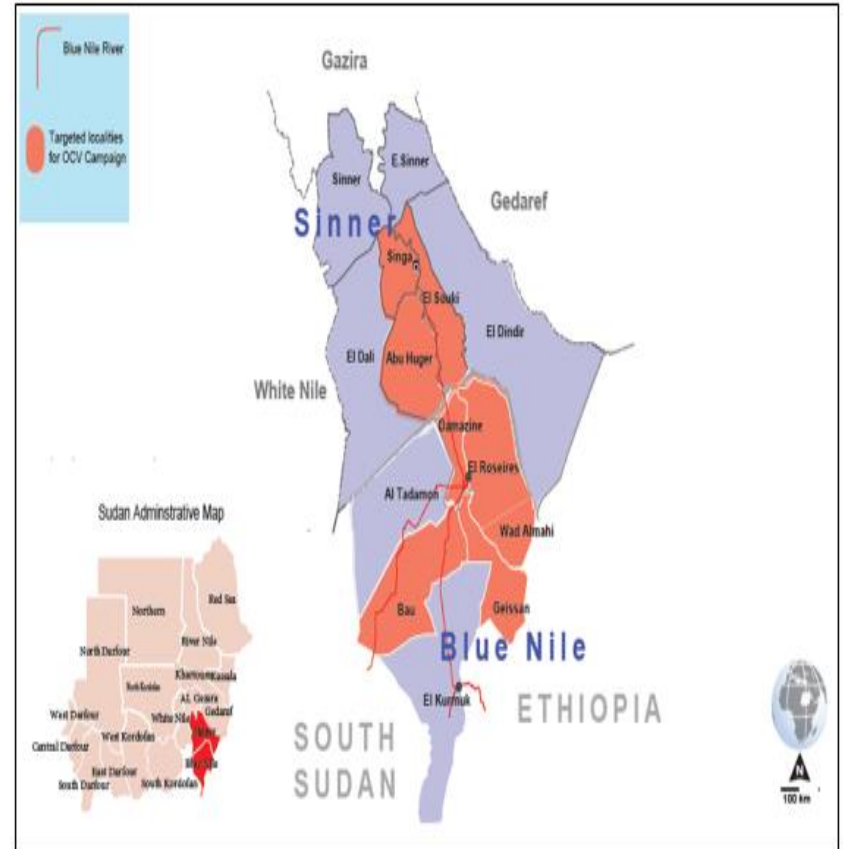 Blue Nile River
Targeted localities
for OCV Campaign
Gazira
E.Sinner
Sinner
Gedaref
Sinner
Singa
El Souki
El Dindir
El Dali
Abu Huger
White Nile
Damazine
El Roseires
Al Tadamon
Wad Almahi
Bau
Geissan
Blue Nile
El Kurmuk
ETHIOPIA
SOUTH
SUDAN
Sudan Adminstrative Map
Red Sea
Northern
River Nile
North Darfour
Khartoum
Kassala
AL Gezira
Gedaref
West Darfour
White Nile
West Kordofan
Central Darfour
East Darfour
South Kordofan
South Darfour
N
100 km